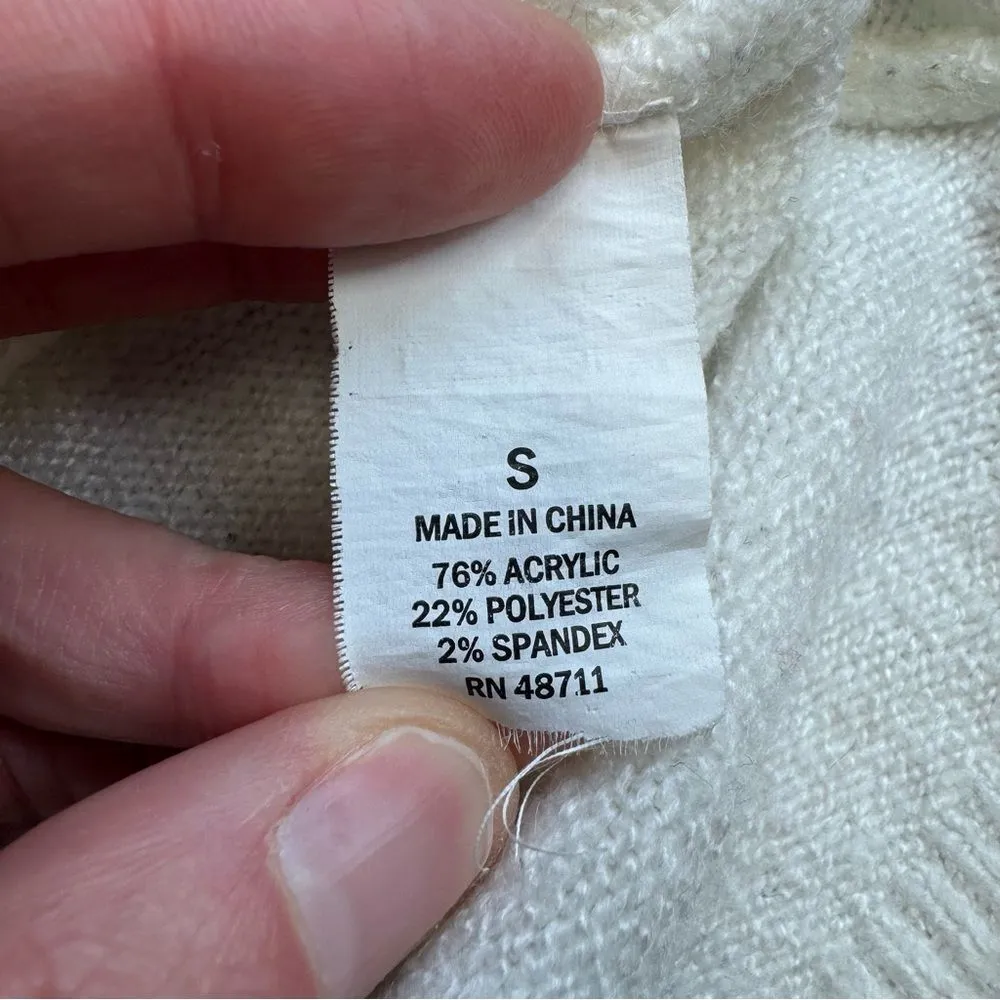 S
MADE IN CHINA
76% ACRYLIC
22% POLYESTER
2% SPANDEX
RN 48711